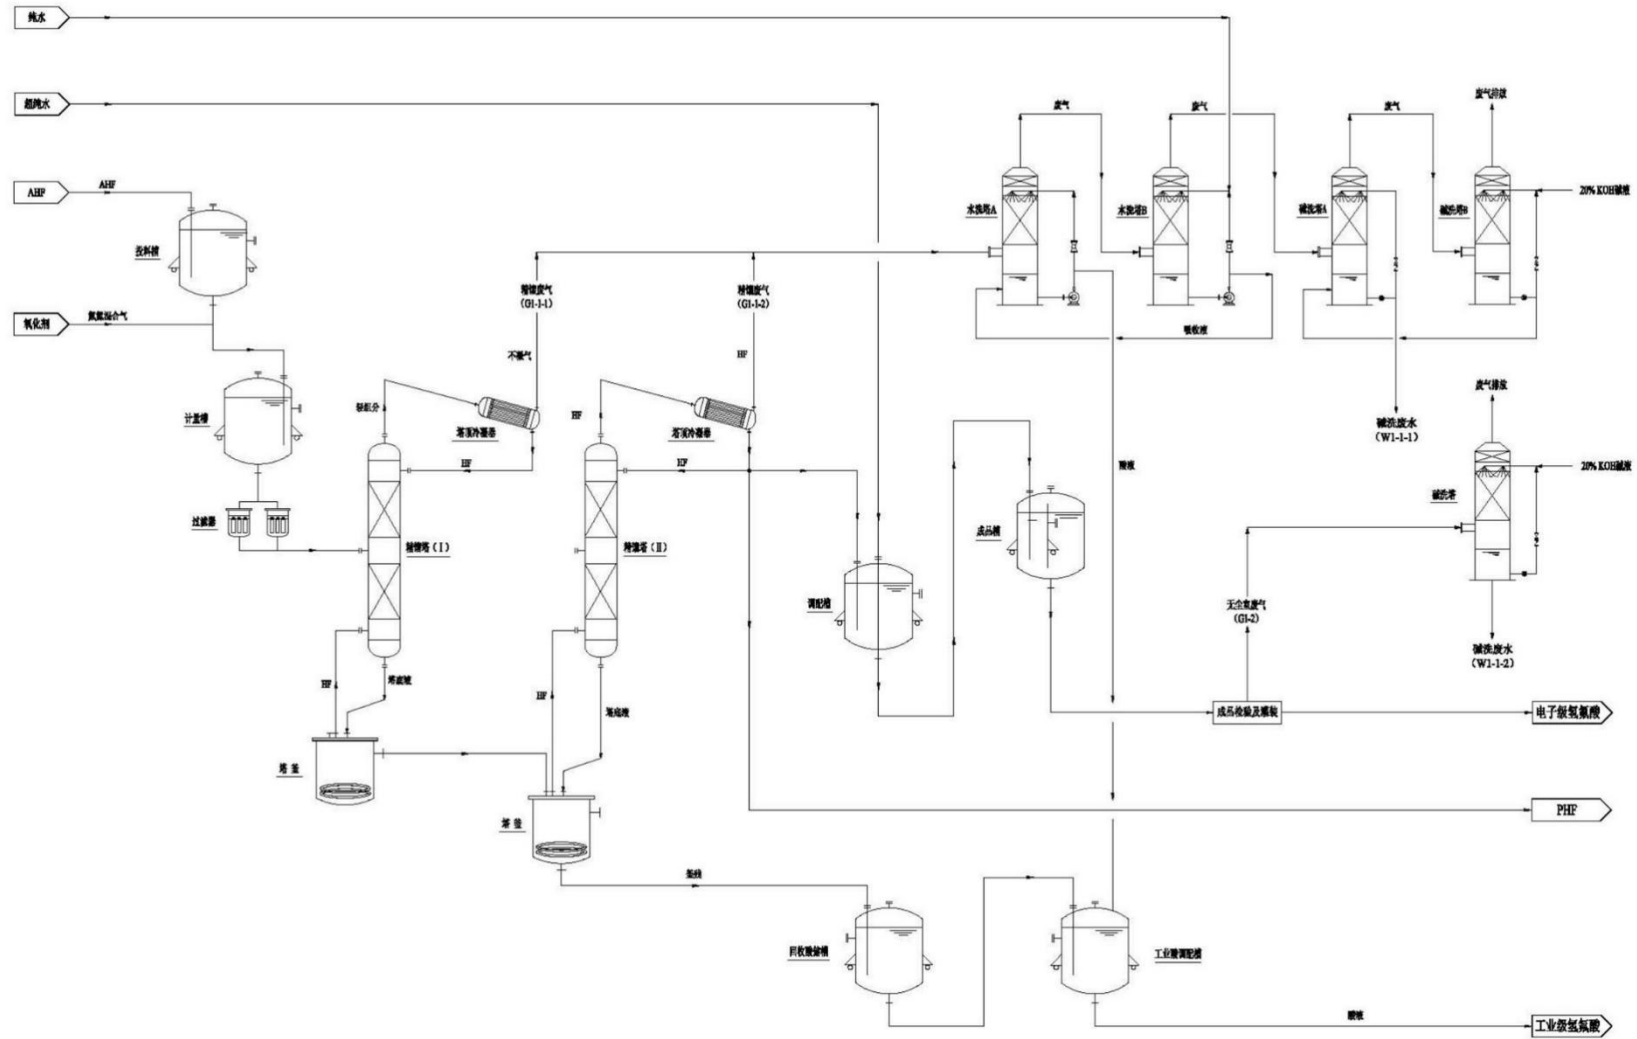 纯水
超纯水
AHF
AHF
投料槽
氧化剂
氟氮混合气
计量槽
过滤器
轻组分
塔顶冷凝器
不凝气
精馏废气
(G1-1-1)
HF
精馏塔(Ⅰ)
HF
塔底液
塔釜
HF
塔顶冷凝器
HF
精馏废气
(G1-1-2)
HF
精馏塔(Ⅱ)
HF
塔底液
塔釜
釜残
回收酸储槽
工业酸调配槽
调配槽
成品槽
酸液
水洗塔A
废气
水洗塔B
废气
碱洗塔A
废气
碱洗塔B
废气排放
20% KOH碱液
吸收液
碱洗废水
(W1-1-1)
废气排放
碱洗塔
20% KOH碱液
无尘室废气
(G1-2)
碱洗废水
(W1-1-2)
成品检验及灌装
电子级氢氟酸
PHF
酸液
工业级氢氟酸